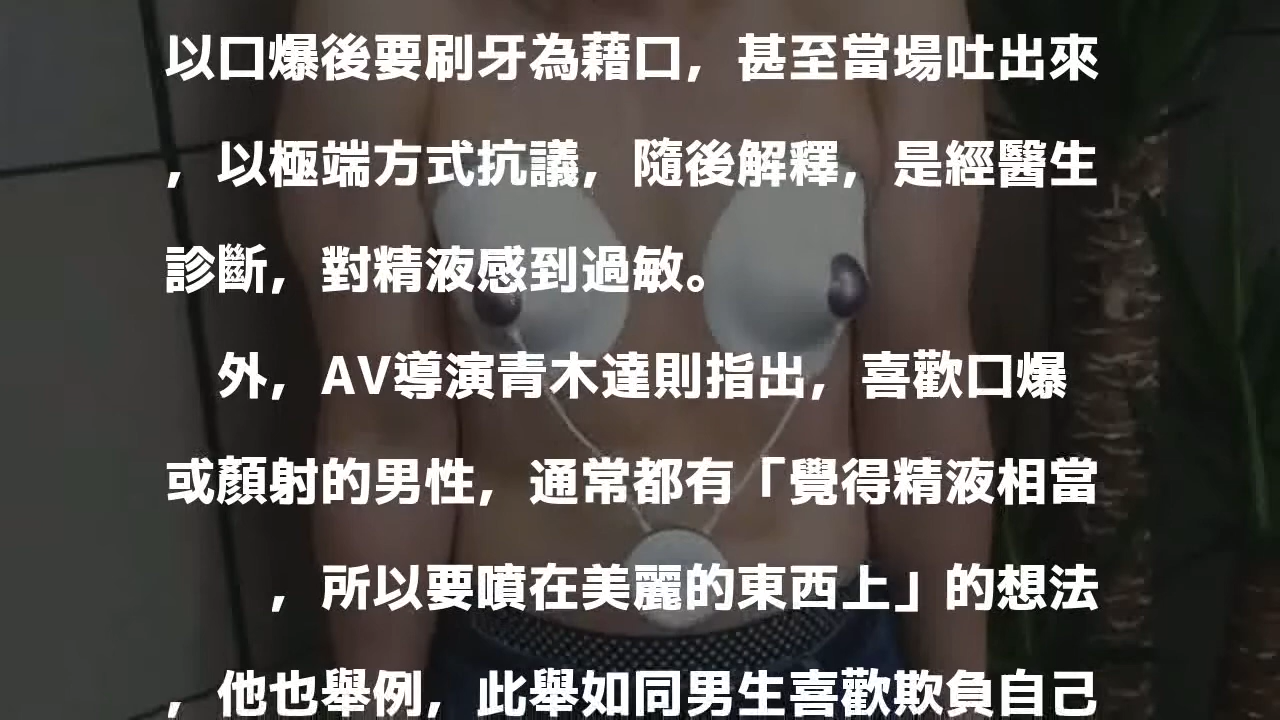 以口爆後要刷牙為藉口，甚至當場吐出來
，以極端方式抗議，隨後解釋，是經醫生
診斷，對精液感到過敏。
外，AV導演青木達則指出，喜歡口爆
或顏射的男性，通常都有「覺得精液相當
，所以要噴在美麗的東西上」的想法
，他也舉例，此舉如同男生喜歡欺負自己